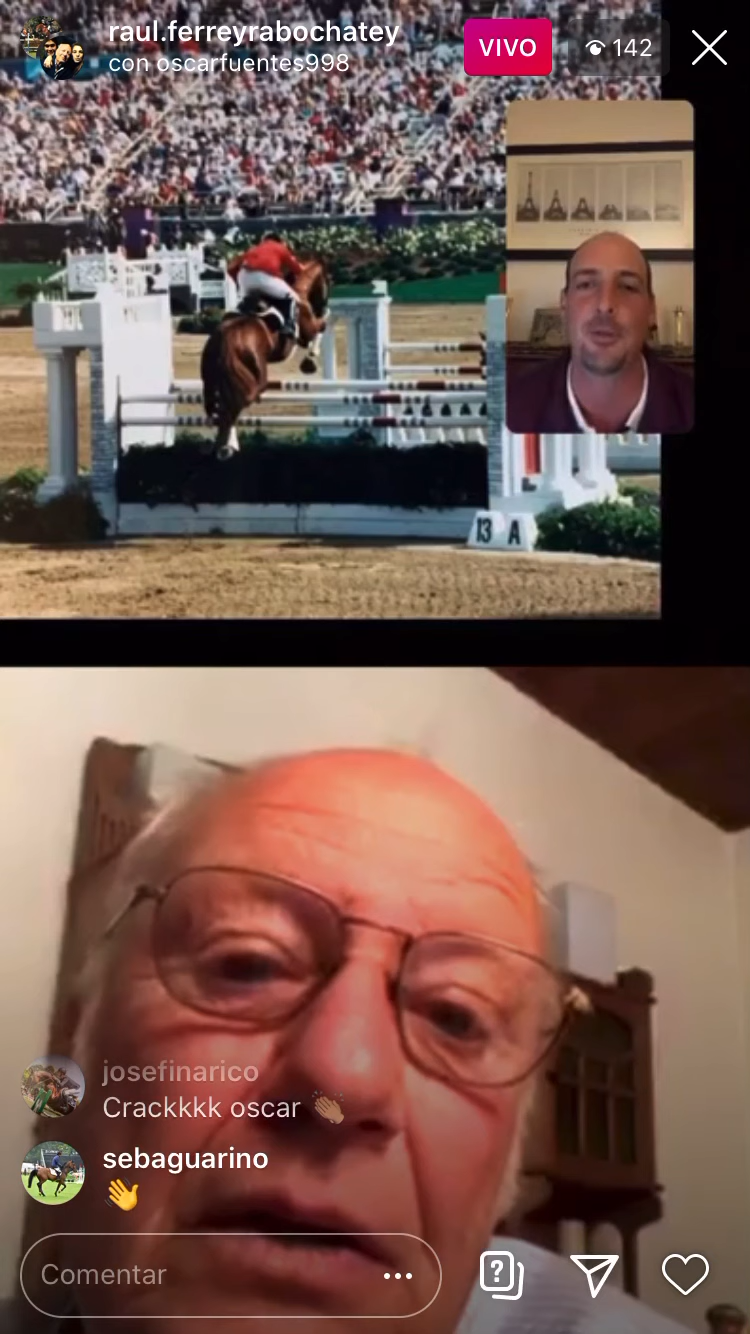 raul.ferreyrabochatey
con oscarfuentes998
VIVO
142
13 A
josefinarico
Crackkkk oscar 👏🏼
sebaguarino
👋
Comentar